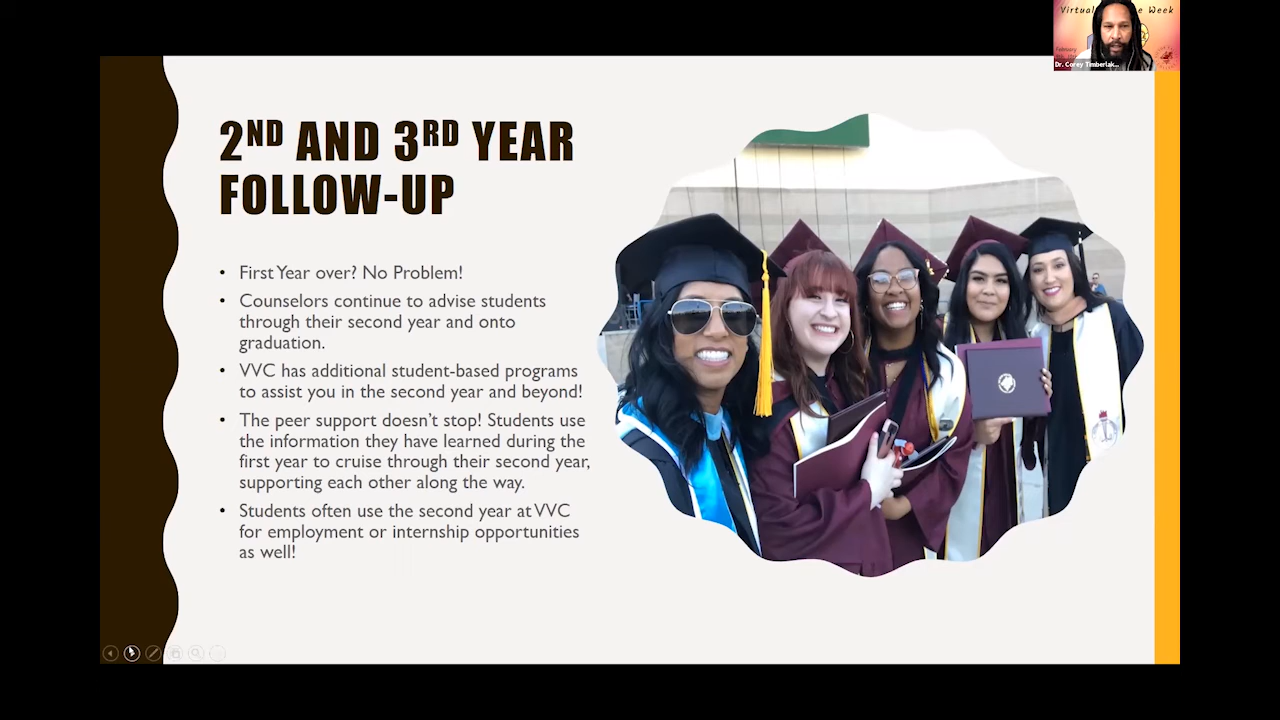 Virtual
Week
February
Dr. Corey Timberlak...
2ND AND 3RD YEAR
FOLLOW-UP
• First Year over? No Problem!
• Counselors continue to advise students
through their second year and onto
graduation.
• VVC has additional student-based programs
to assist you in the second year and beyond!
• The peer support doesn’t stop! Students use
the information they have learned during the
first year to cruise through their second year,
supporting each other along the way.
• Students often use the second year at VVC
for employment or internship opportunities
as well!